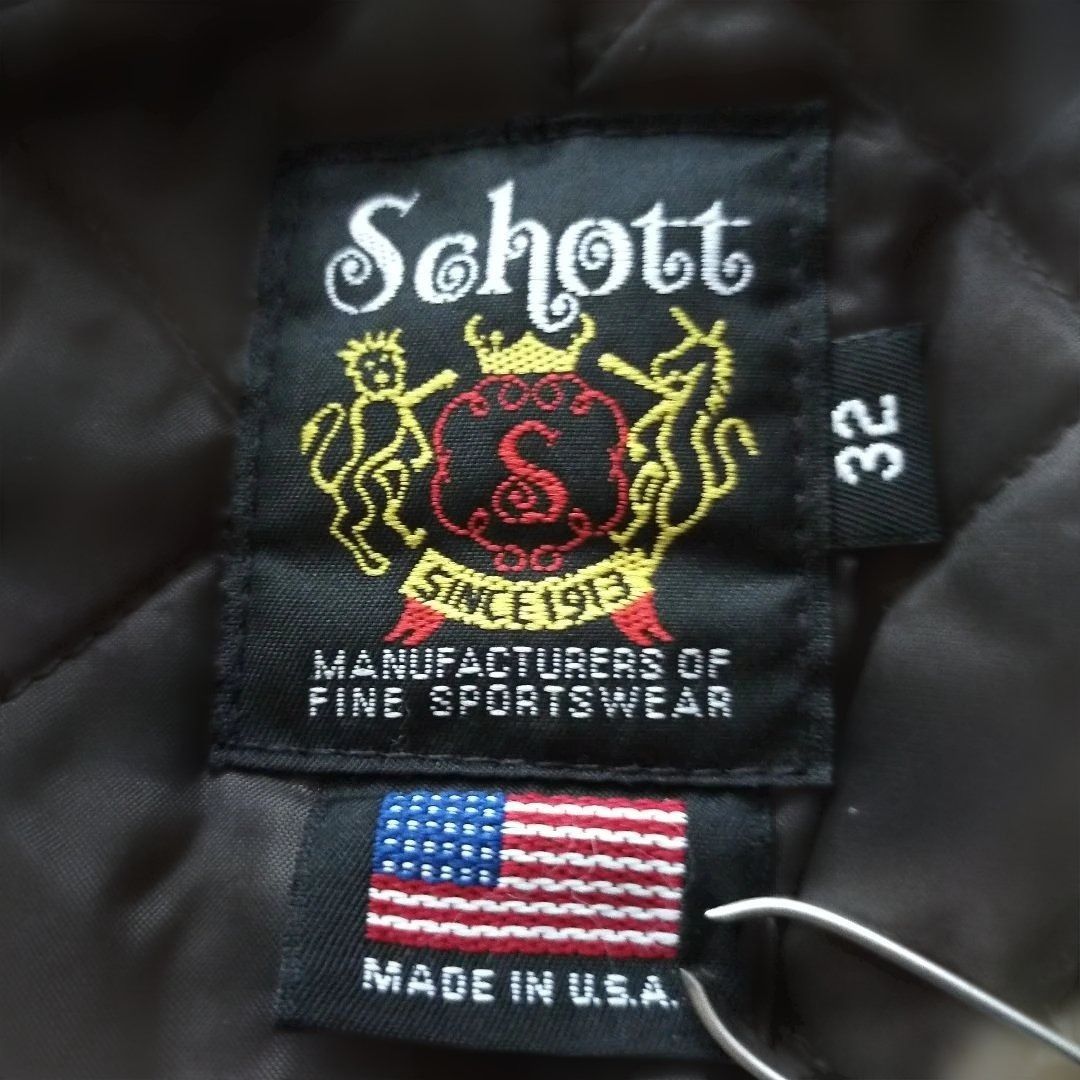 Schott
32
S
SINCE 1913
MANUFACTURERS OF
FINE SPORTSWEAR
MADE IN U.S.A.